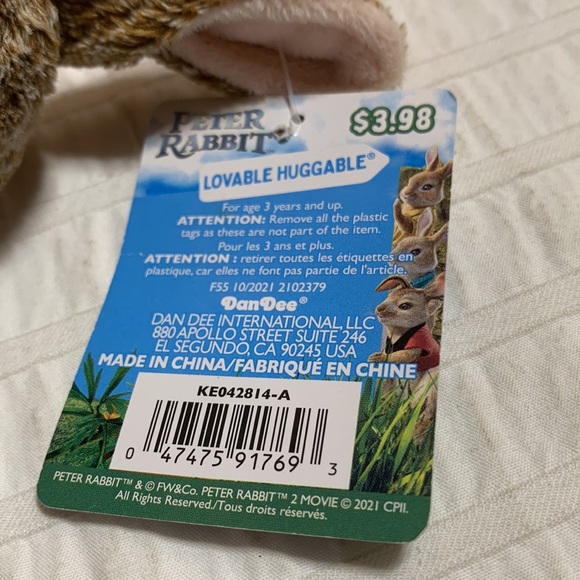 PETER
RABBIT™
$3.98
LOVABLE HUGGABLE®
For age 3 years and up.
ATTENTION: Remove all the plastic
tags as these are not part of the item.
Pour les 3 ans et plus.
ATTENTION : retirer toutes les étiquettes en
plastique, car elles ne font pas partie de l'article.
F55 10/2021 2102379
DanDee®
DAN DEE INTERNATIONAL, LLC
880 APOLLO STREET SUITE 246
EL SEGUNDO, CA 90245 USA
MADE IN CHINA/FABRIQUÉ EN CHINE
KE042814-A
0 47475 91769 3
PETER RABBIT™ & © FW&Co. PETER RABBIT™ 2 MOVIE © 2021 CPII.
All Rights Reserved./Tous droits réservés.